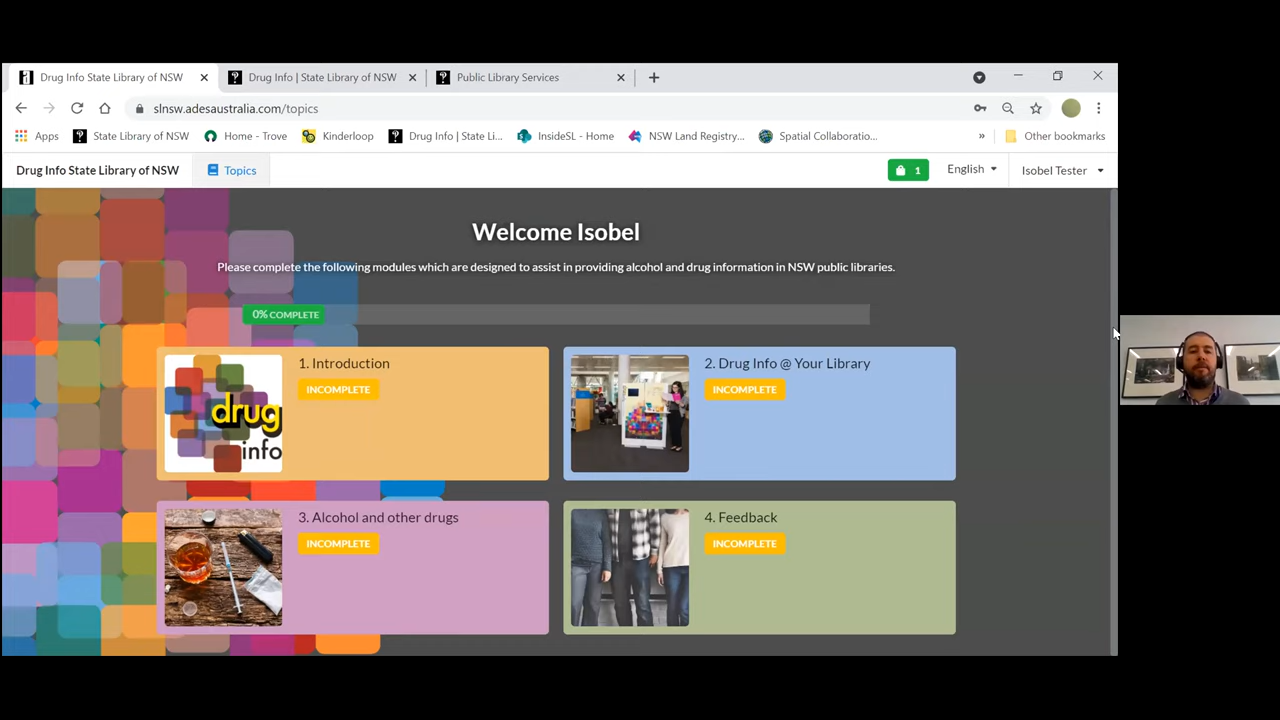 Drug Info State Library of NSW
Drug Info | State Library of NSW
Public Library Services
slnsw.adesaustralia.com/topics
Apps
State Library of NSW
Home - Trove
Kinderloop
Drug Info | State Li...
InsideSL - Home
NSW Land Registry...
Spatial Collaboratio...
»
Other bookmarks
Drug Info State Library of NSW
Topics
1
English
Isobel Tester
Welcome Isobel
Please complete the following modules which are designed to assist in providing alcohol and drug information in NSW public libraries.
0% COMPLETE
drug
info
1. Introduction
INCOMPLETE
2. Drug Info @ Your Library
INCOMPLETE
3. Alcohol and other drugs
INCOMPLETE
4. Feedback
INCOMPLETE